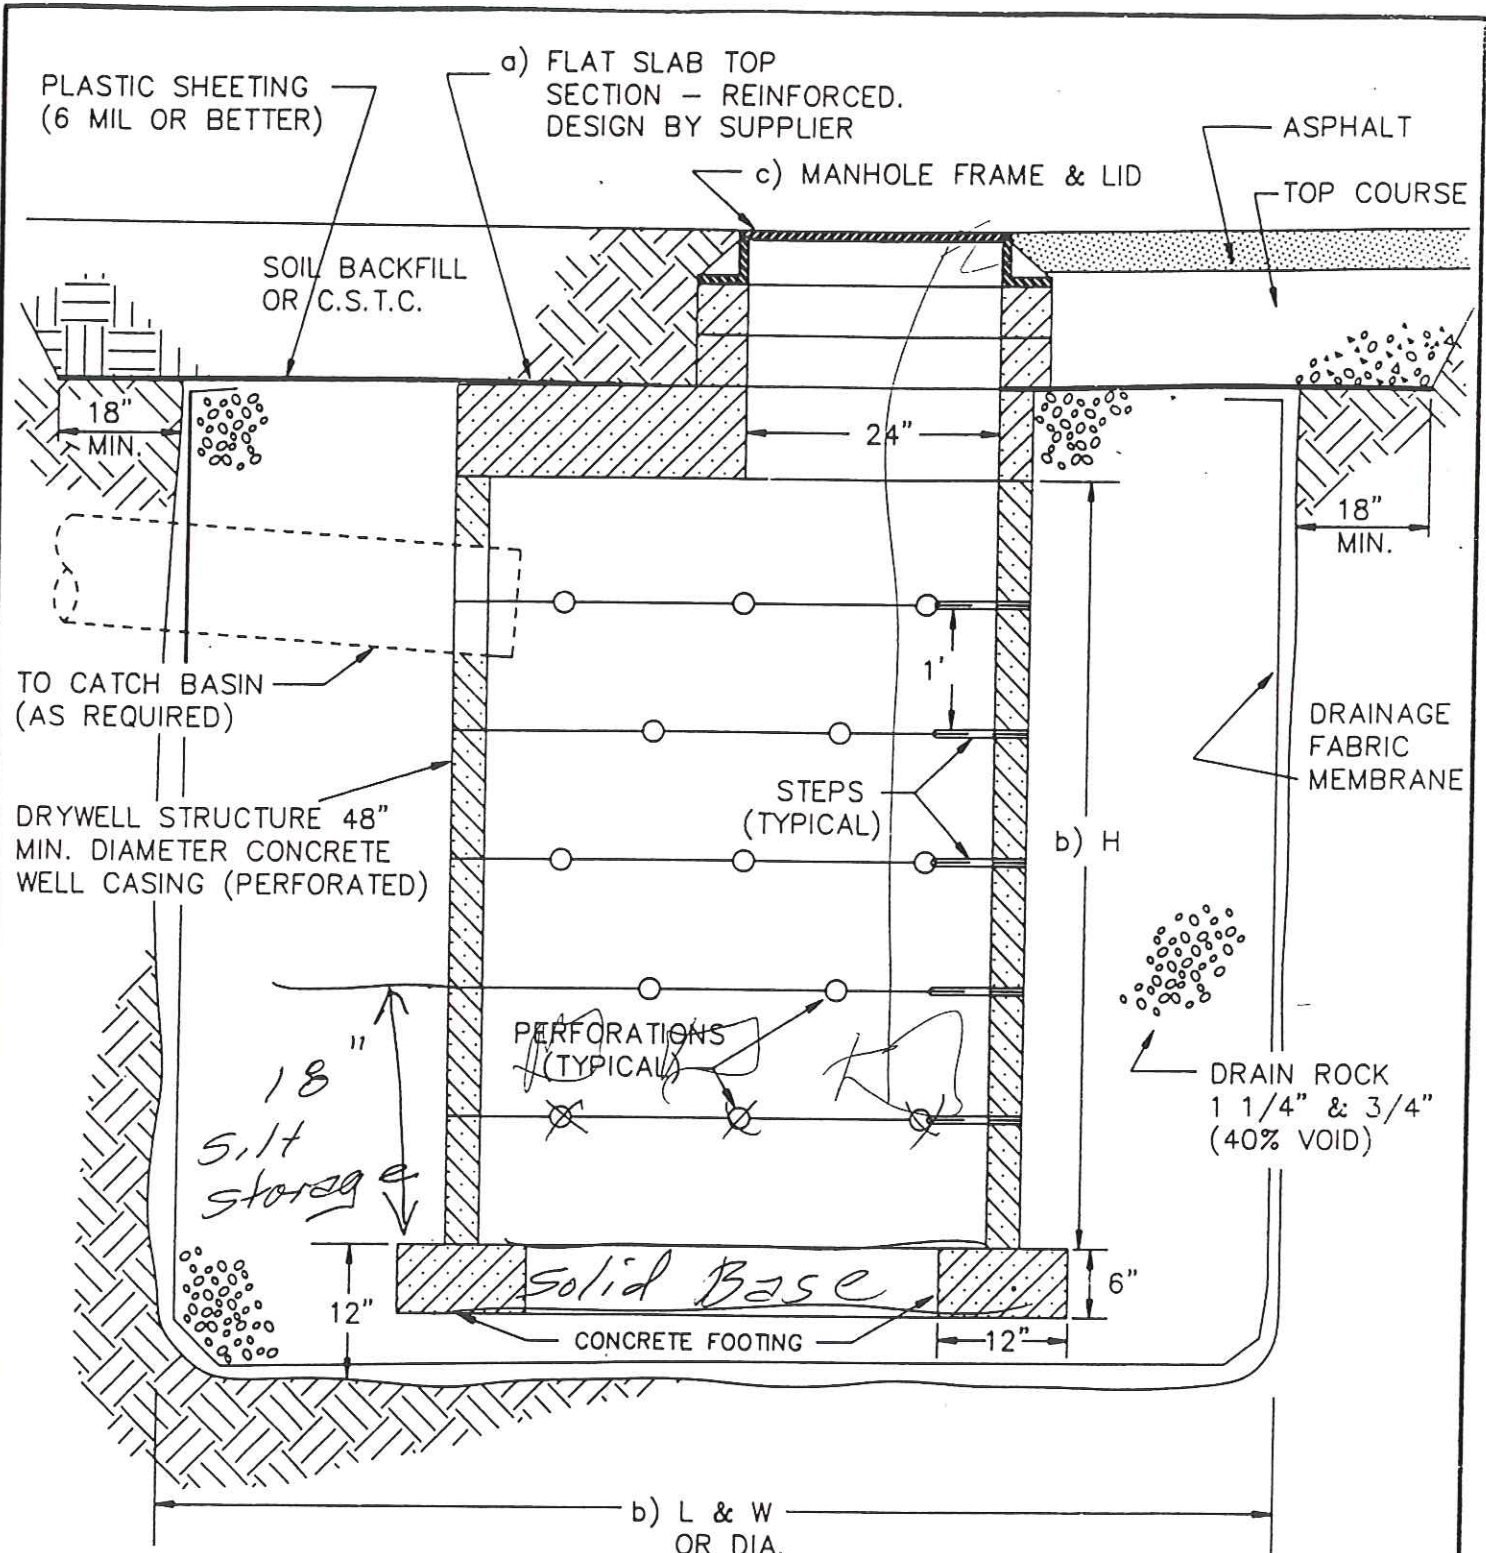 PLASTIC SHEETING
(6 MIL OR BETTER)
a) FLAT SLAB TOP
SECTION – REINFORCED.
DESIGN BY SUPPLIER
ASPHALT
c) MANHOLE FRAME & LID
TOP COURSE
SOIL BACKFILL
OR C.S.T.C.
18"
MIN.
24"
18"
MIN.
TO CATCH BASIN
(AS REQUIRED)
1'
DRAINAGE
FABRIC
MEMBRANE
STEPS
(TYPICAL)
DRYWELL STRUCTURE 48"
MIN. DIAMETER CONCRETE
WELL CASING (PERFORATED)
b) H
PERFORATIONS
(TYPICAL)
18"
silt
storage
DRAIN ROCK
1 1/4" & 3/4"
(40% VOID)
Solid Base
6"
12"
CONCRETE FOOTING
12"
b) L & W
OR DIA.